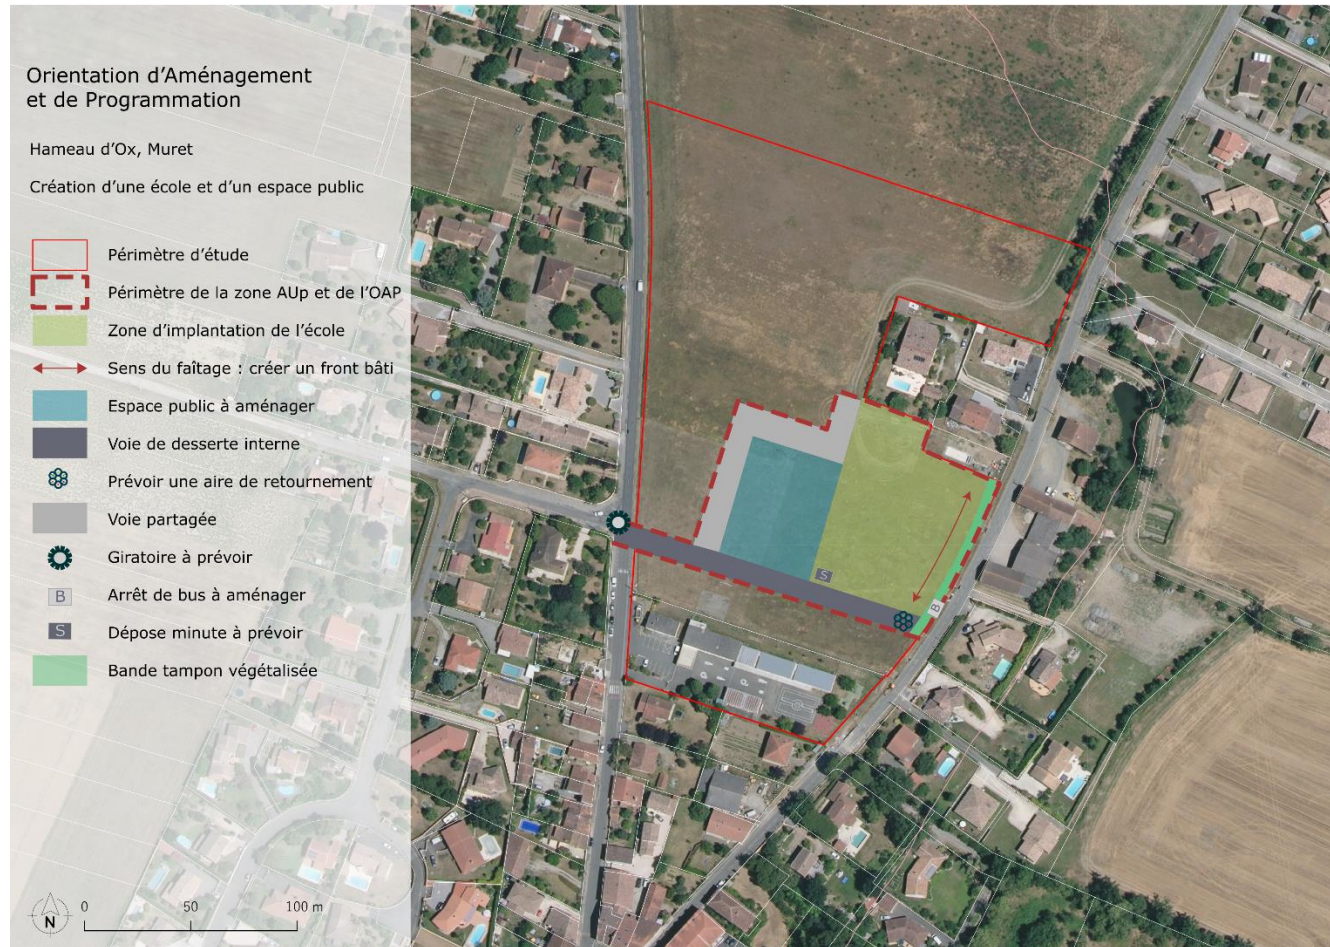 Orientation d’Aménagement
et de Programmation
Hameau d’Ox, Muret
Création d’une école et d’un espace public
Périmètre d’étude
Périmètre de la zone AUp et de l’OAP
Zone d’implantation de l’école
Sens du faîtage : créer un front bâti
Espace public à aménager
Voie de desserte interne
Prévoir une aire de retournement
Voie partagée
Giratoire à prévoir
B Arrêt de bus à aménager
S Dépose minute à prévoir
Bande tampon végétalisée
S
B
N
0 50 100 m